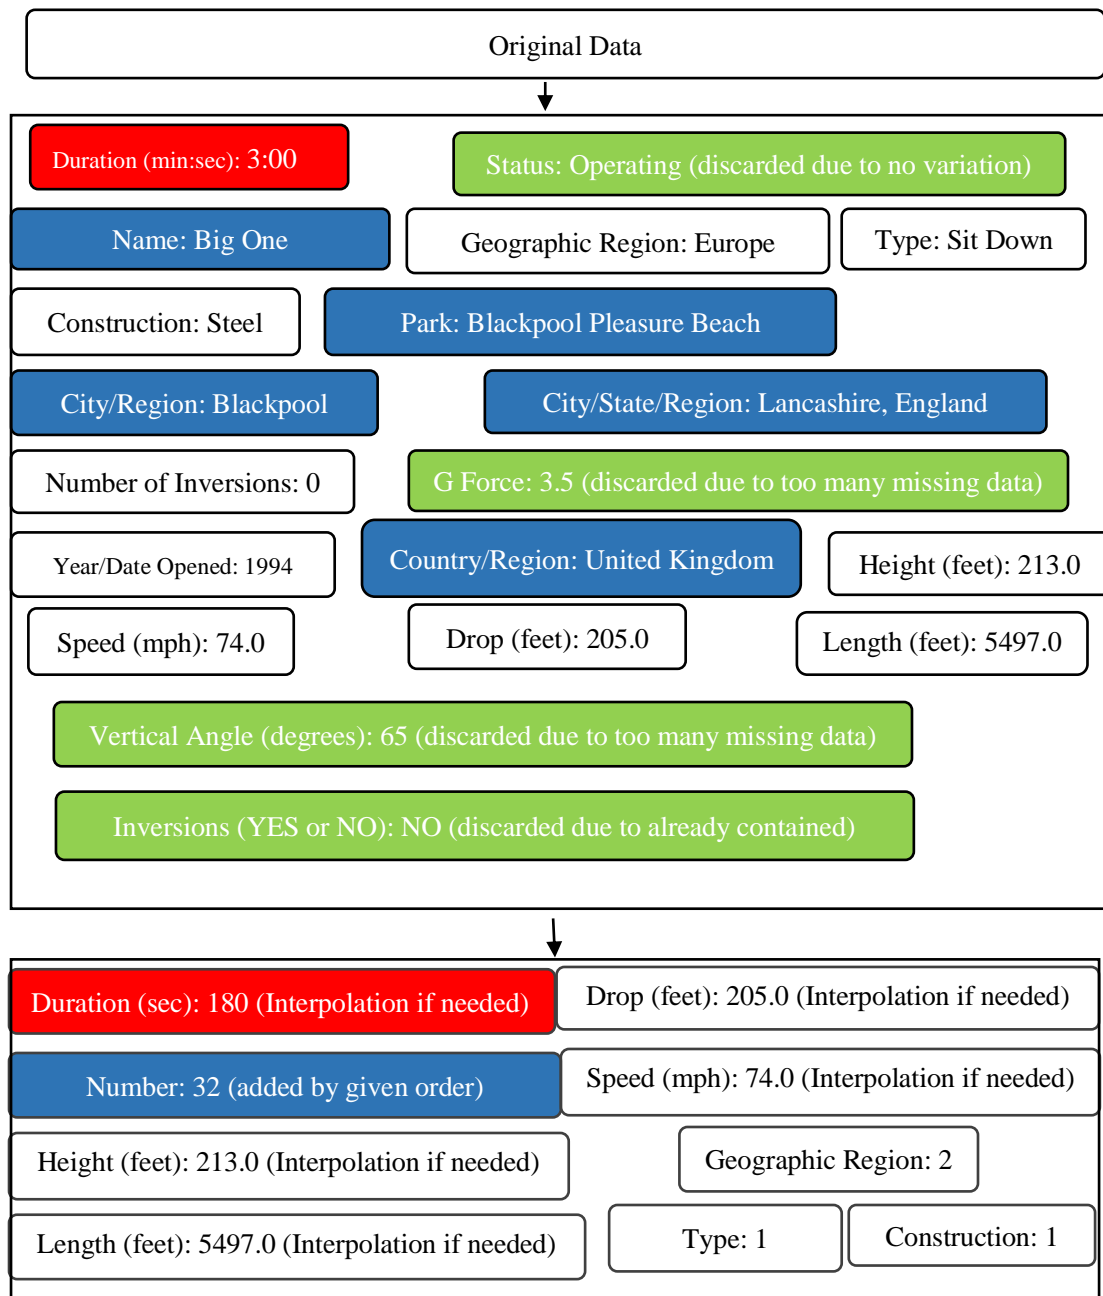 Original Data
Duration (min:sec): 3:00
Status: Operating (discarded due to no variation)
Name: Big One
Geographic Region: Europe
Type: Sit Down
Construction: Steel
Park: Blackpool Pleasure Beach
City/Region: Blackpool
City/State/Region: Lancashire, England
Number of Inversions: 0
G Force: 3.5 (discarded due to too many missing data)
Year/Date Opened: 1994
Country/Region: United Kingdom
Height (feet): 213.0
Speed (mph): 74.0
Drop (feet): 205.0
Length (feet): 5497.0
Vertical Angle (degrees): 65 (discarded due to too many missing data)
Inversions (YES or NO): NO (discarded due to already contained)
Duration (sec): 180 (Interpolation if needed)
Drop (feet): 205.0 (Interpolation if needed)
Number: 32 (added by given order)
Speed (mph): 74.0 (Interpolation if needed)
Height (feet): 213.0 (Interpolation if needed)
Geographic Region: 2
Length (feet): 5497.0 (Interpolation if needed)
Type: 1
Construction: 1